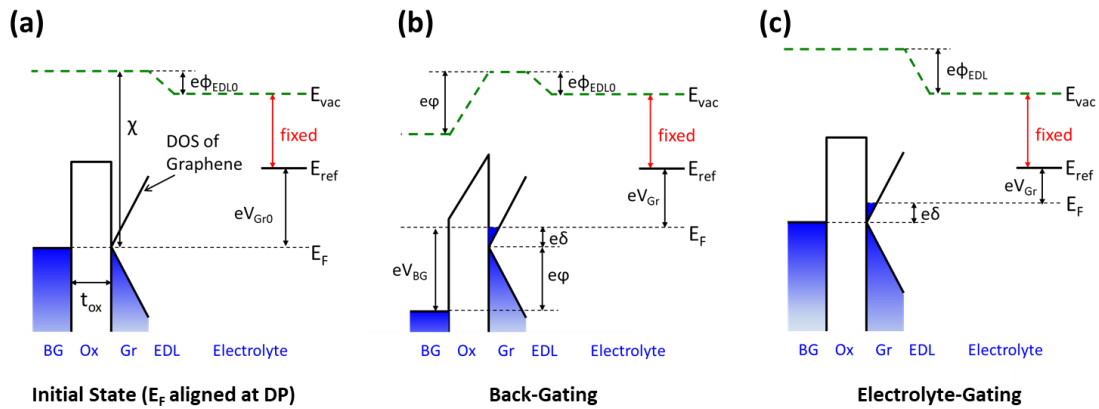 (a)
eϕEDL0
Evac
χ
DOS of
Graphene
fixed
Eref
eVGr0
EF
tox
BG Ox Gr EDL Electrolyte
Initial State (EF aligned at DP)
(b)
eφ
eϕEDL0
Evac
fixed
Eref
eVGr
eδ
eVBG
eφ
BG Ox Gr EDL Electrolyte
Back-Gating
(c)
eϕEDL
Evac
fixed
Eref
eVGr
EF
eδ
BG Ox Gr EDL Electrolyte
Electrolyte-Gating